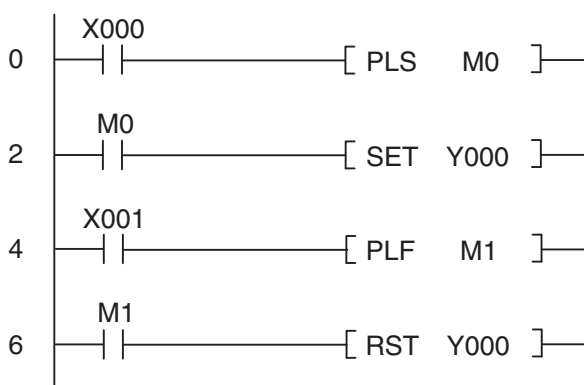 X000
0 [ PLS M0 ]
M0
2 [ SET Y000 ]
X001
4 [ PLF M1 ]
M1
6 [ RST Y000 ]